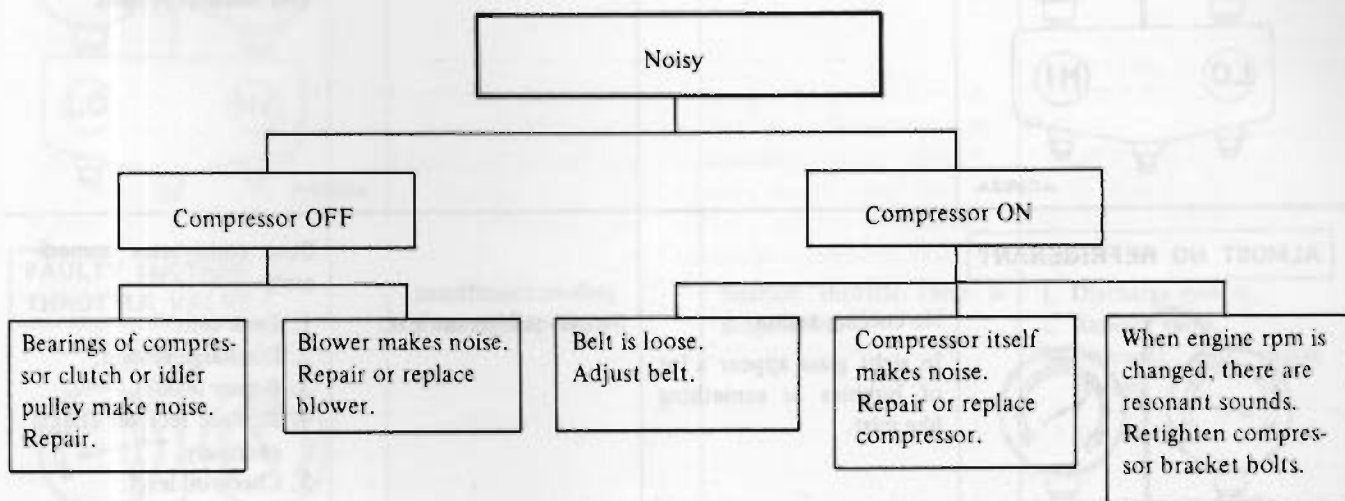 Noisy
Compressor OFF
Compressor ON
Bearings of compres-
sor clutch or idler
pulley make noise.
Repair.
Blower makes noise.
Repair or replace
blower.
Belt is loose.
Adjust belt.
Compressor itself
makes noise.
Repair or replace
compressor.
When engine rpm is
changed, there are
resonant sounds.
Retighten compres-
sor bracket bolts.
LO
HI
ALMOST NO REFRIGERANT